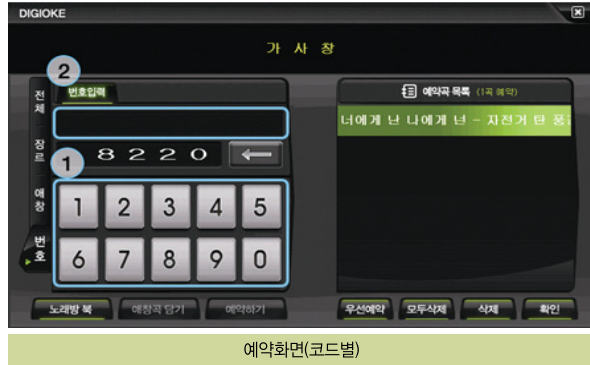 DIGIOKE
가 사 창
2
번호입력
예약곡 목록 (1곡 예약)
전체
너에게 난 나에게 넌 - 자전거 탄 풍
장르
1
8 2 2 0
애창
1 2 3 4 5
번호
6 7 8 9 0
노래방 북 애창곡 담기 예약하기 우선예약 모두삭제 삭제 확인
예약화면(코드별)